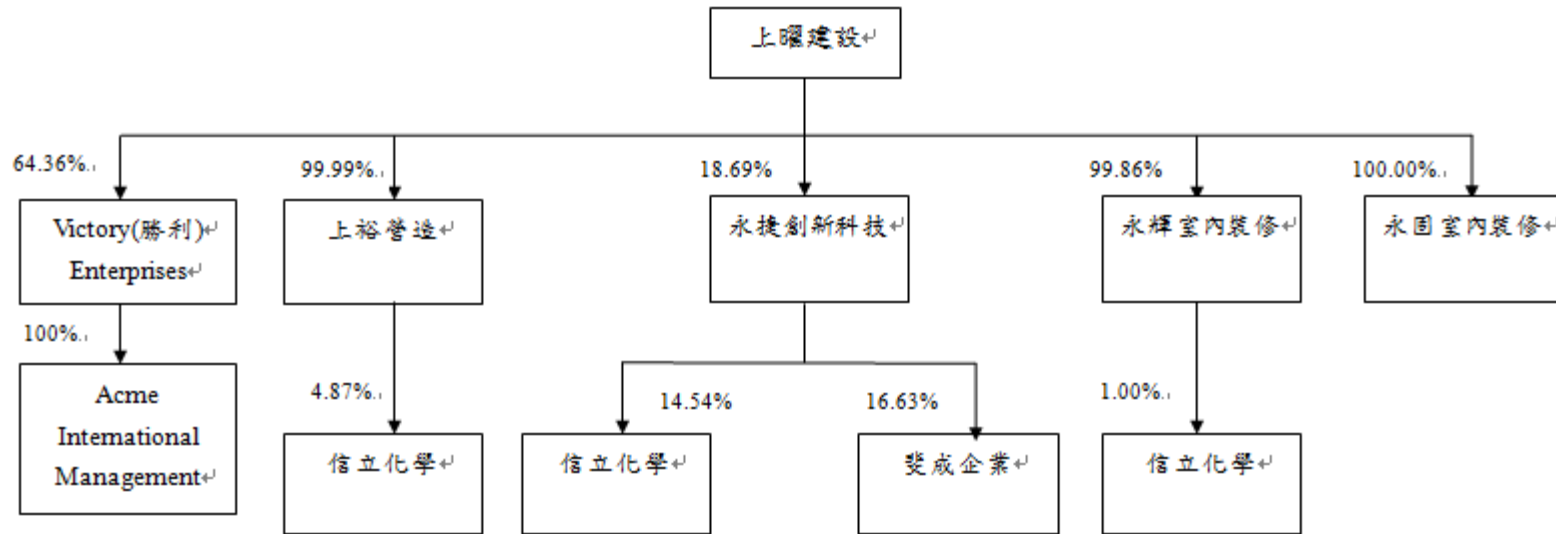 上曜建設
64.36%
99.99%
18.69%
99.86%
100.00%
Victory(勝利)
Enterprises
上裕營造
永捷創新科技
永輝室內裝修
永固室內裝修
100%
Acme
International
Management
4.87%
14.54%
16.63%
1.00%
信立化學
信立化學
斐成企業
信立化學